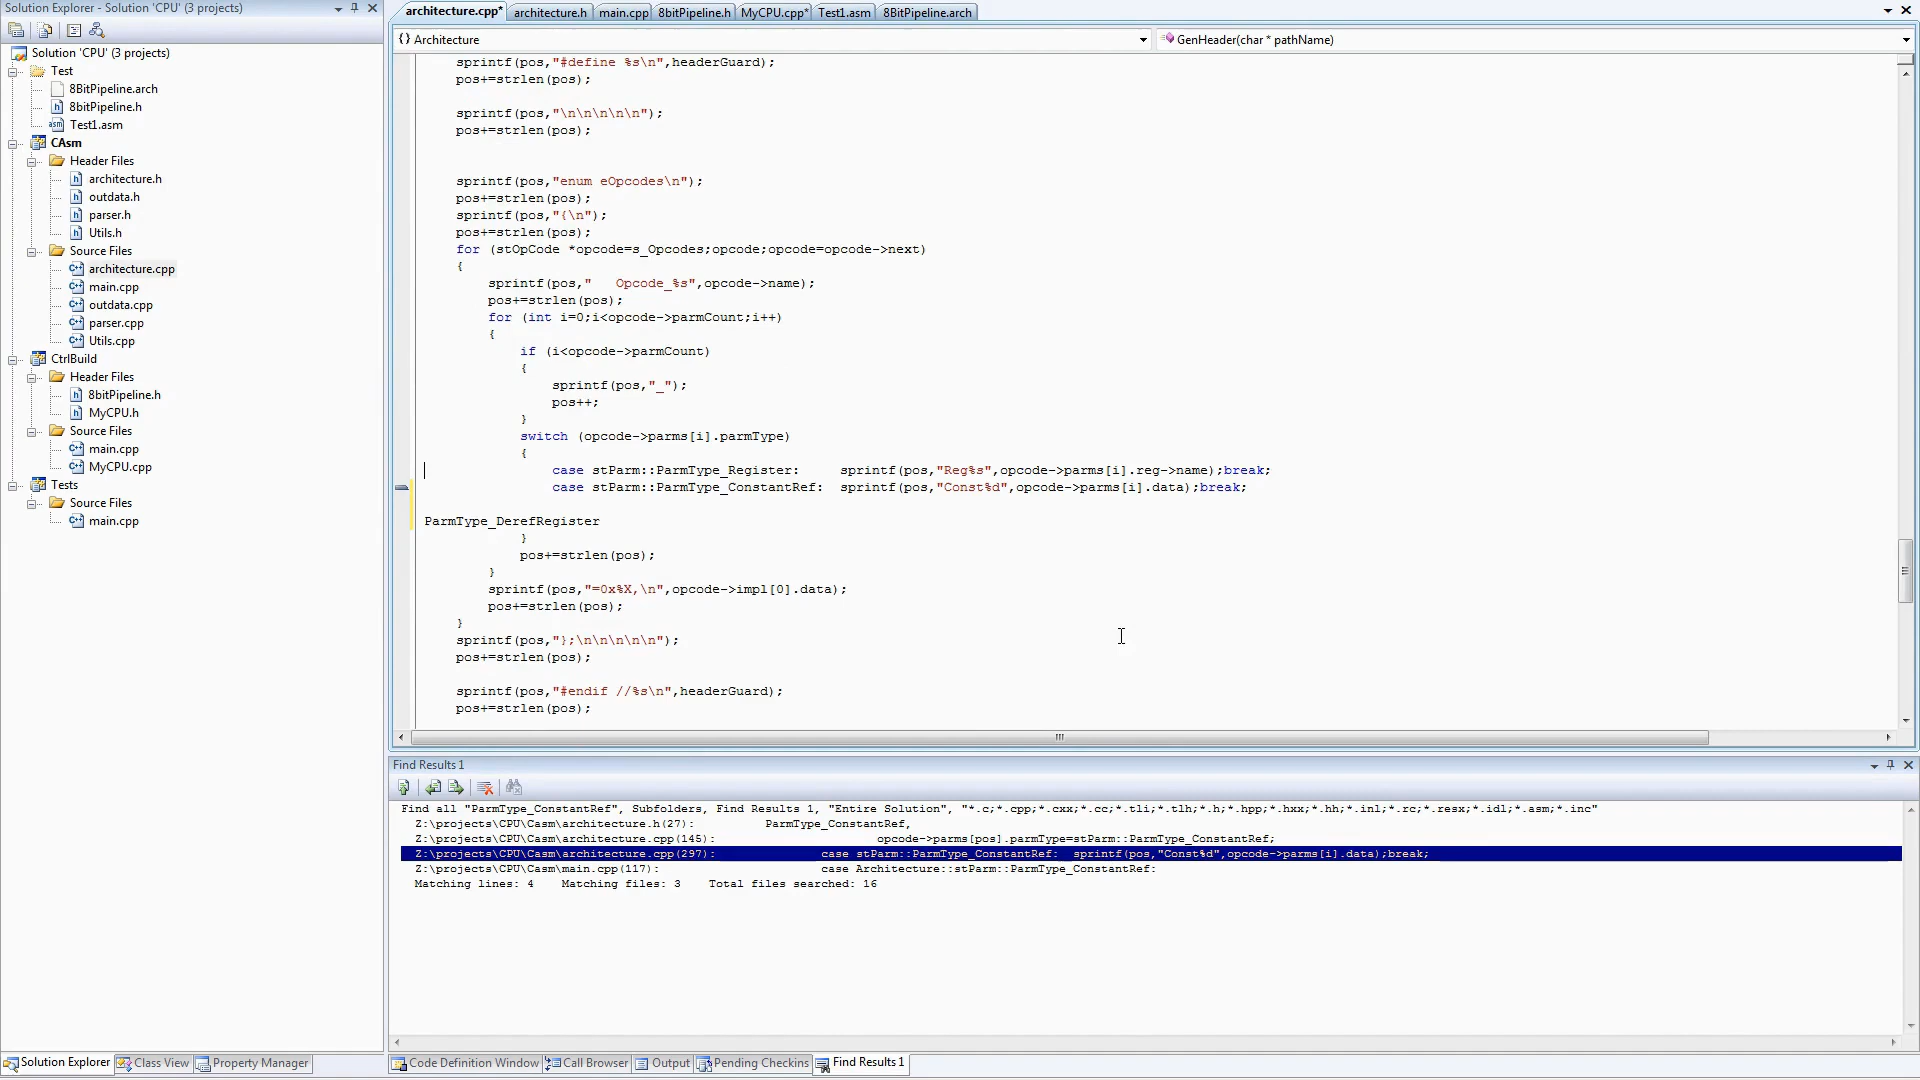 Solution Explorer - Solution 'CPU' (3 projects)
Solution 'CPU' (3 projects)
Test
8BitPipeline.arch
8bitPipeline.h
Test1.asm
CAsm
Header Files
architecture.h
outdata.h
parser.h
Utils.h
Source Files
architecture.cpp
main.cpp
outdata.cpp
parser.cpp
Utils.cpp
CtrlBuild
Header Files
8bitPipeline.h
MyCPU.h
Source Files
main.cpp
MyCPU.cpp
Tests
Source Files
main.cpp
Solution Explorer Class View Property Manager
architecture.cpp* architecture.h main.cpp 8bitPipeline.h MyCPU.cpp* Test1.asm 8BitPipeline.arch
{} Architecture GenHeader(char * pathName)
sprintf(pos,"#define %s\n",headerGuard);
pos+=strlen(pos);
sprintf(pos,"\n\n\n\n\n");
pos+=strlen(pos);
sprintf(pos,"enum eOpcodes\n");
pos+=strlen(pos);
sprintf(pos,"{\n");
pos+=strlen(pos);
for (stOpCode *opcode=s_Opcodes;opcode;opcode=opcode->next)
{
sprintf(pos,"   Opcode_%s",opcode->name);
pos+=strlen(pos);
for (int i=0;i<opcode->parmCount;i++)
{
if (i<opcode->parmCount)
{
sprintf(pos,"_");
pos++;
}
switch (opcode->parms[i].parmType)
{
case stParm::ParmType_Register:     sprintf(pos,"Reg%s",opcode->parms[i].reg->name);break;
case stParm::ParmType_ConstantRef:  sprintf(pos,"Const%d",opcode->parms[i].data);break;
ParmType_DerefRegister
}
pos+=strlen(pos);
}
sprintf(pos,"=0x%X,\n",opcode->impl[0].data);
pos+=strlen(pos);
}
sprintf(pos,"};\n\n\n\n\n");
pos+=strlen(pos);
sprintf(pos,"#endif //%s\n",headerGuard);
pos+=strlen(pos);
Find Results 1
Find all "ParmType_ConstantRef", Subfolders, Find Results 1, "Entire Solution", "*.c;*.cpp;*.cxx;*.cc;*.tli;*.tlh;*.h;*.hpp;*.hxx;*.hh;*.inl;*.rc;*.resx;*.idl;*.asm;*.inc"
Z:\projects\CPU\Casm\architecture.h(27):          ParmType_ConstantRef,
Z:\projects\CPU\Casm\architecture.cpp(145):                       opcode->parms[pos].parmType=stParm::ParmType_ConstantRef;
Z:\projects\CPU\Casm\architecture.cpp(297):               case stParm::ParmType_ConstantRef:  sprintf(pos,"Const%d",opcode->parms[i].data);break;
Z:\projects\CPU\Casm\main.cpp(117):                       case Architecture::stParm::ParmType_ConstantRef:
Matching lines: 4    Matching files: 3    Total files searched: 16
Code Definition Window Call Browser Output Pending Checkins Find Results 1